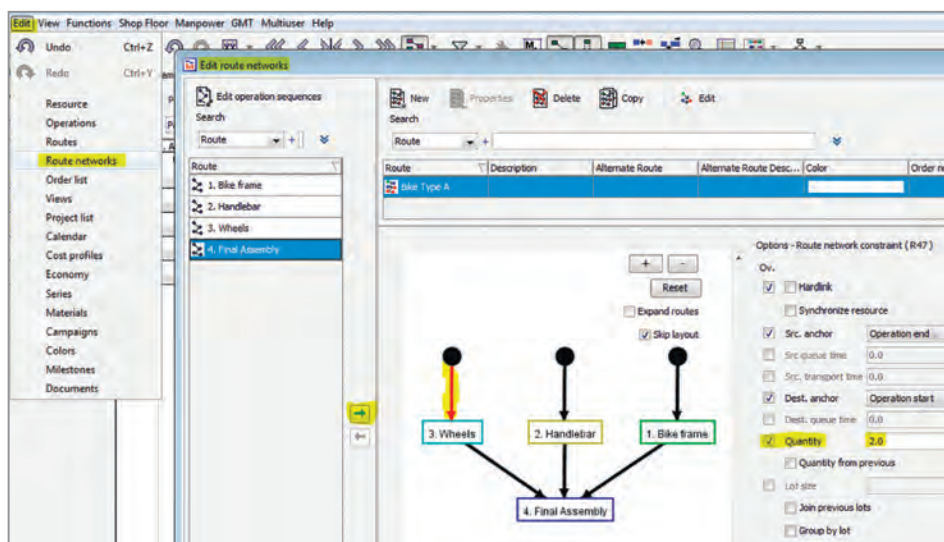 Edit View Functions Shop Floor Manpower GMT Multiuser Help
Undo Ctrl+Z
Redo Ctrl+Y
Resource
Operations
Routes
Route networks
Order list
Views
Project list
Calendar
Cost profiles
Economy
Series
Materials
Campaigns
Colors
Milestones
Documents
Edit route networks
Edit operation sequences
Search
Route +
Route
1. Bike frame
2. Handlebar
3. Wheels
4. Final Assembly
New Properties Delete Copy Edit
Search
Route +
Route Description Alternate Route Alternate Route Desc... Color Order n
Bike Type A
+ -
Reset
Expand routes
Skip layout
3. Wheels 2. Handlebar 1. Bike frame
4. Final Assembly
Options - Route network constraint (R47)
Ov.
Hardlink
Synchronize resource
Src. anchor Operation end
Src queue time 0.0
Src. transport time 0.0
Dest. anchor Operation start
Dest. queue time 0.0
Quantity 2.0
Quantity from previous
Lot size
Join previous lots
Group by lot